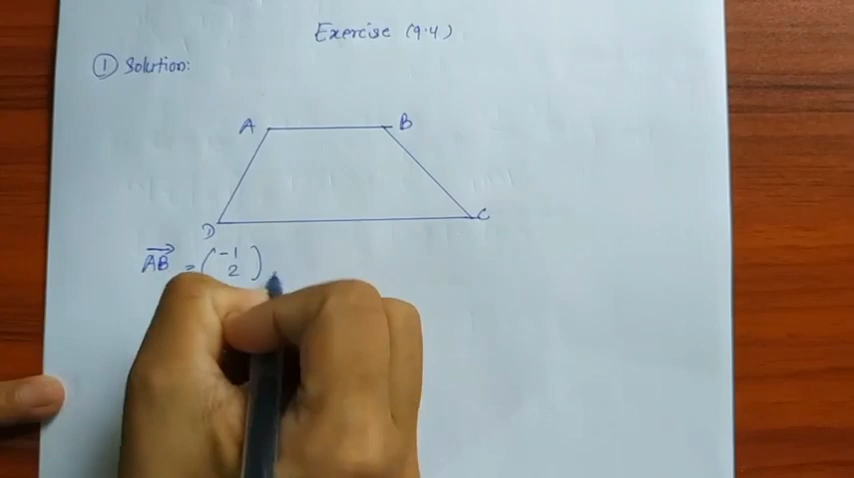 Exercise (9.4)
① Solution:
A B
D C
AB = (-1 2)